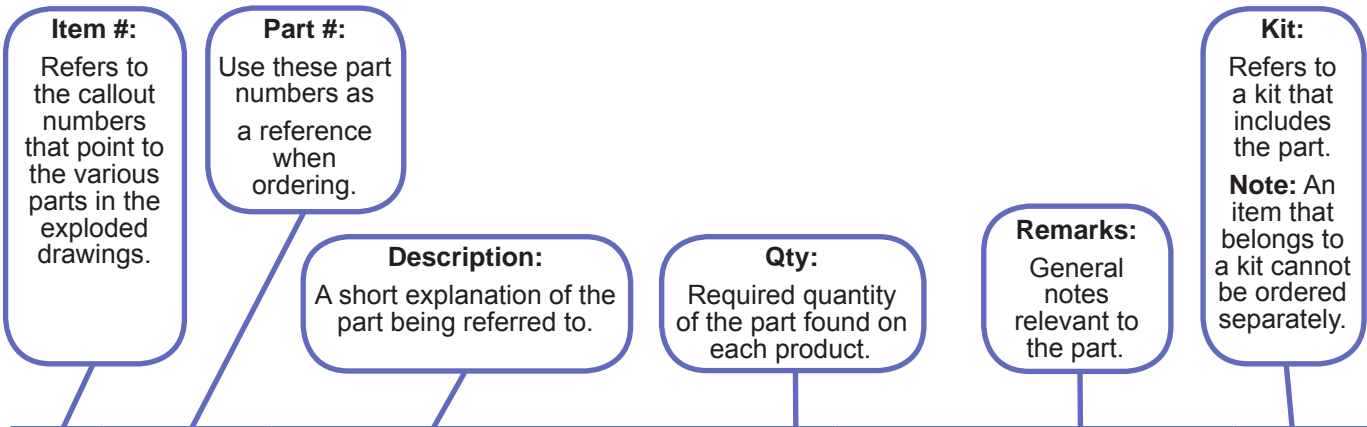 Item #:
Refers to
the callout
numbers
that point to
the various
parts in the
exploded
drawings.
Part #:
Use these part
numbers as
a reference
when
ordering.
Description:
A short explanation of the
part being referred to.
Qty:
Required quantity
of the part found on
each product.
Remarks:
General
notes
relevant to
the part.
Kit:
Refers to
a kit that
includes
the part.
Note: An
item that
belongs to
a kit cannot
be ordered
separately.